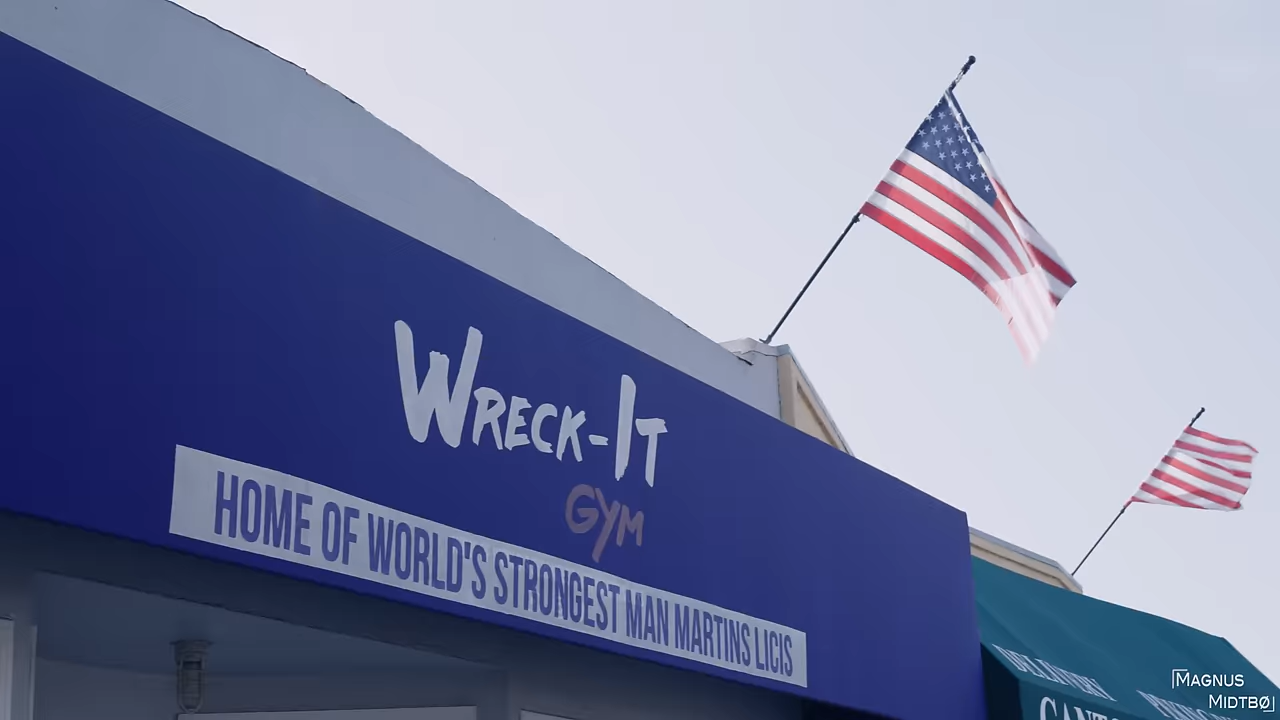 WRECK-IT
GYM
HOME OF WORLD'S STRONGEST MAN MARTINS LICIS
MAGNUS
MIDTBØ